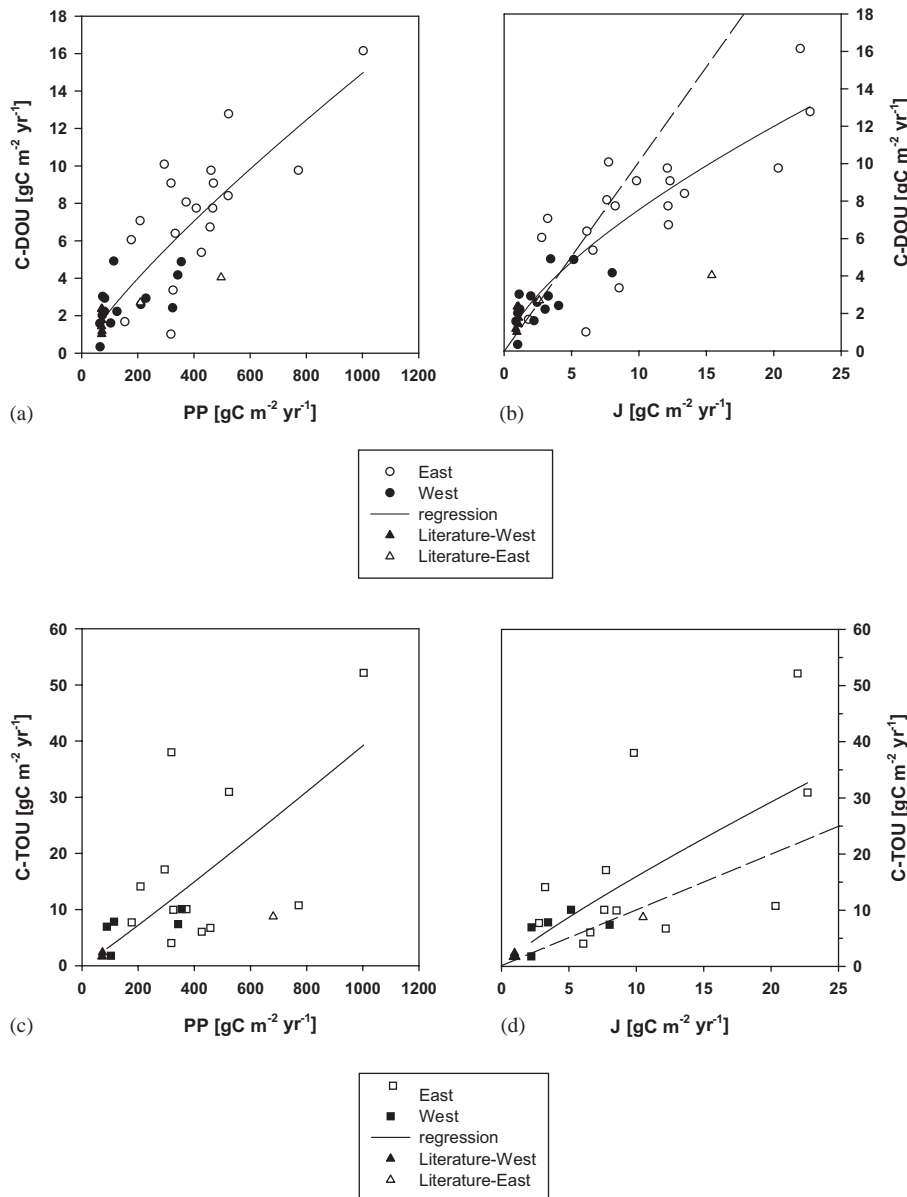 18
16
14
12
10
8
6
4
2
0
C-DOU [gC m-2 yr-1]
0 200 400 600 800 1000 1200
(a)
PP [gC m-2 yr-1]
18
16
14
12
10
8
6
4
2
0
C-DOU [gC m-2 yr-1]
0 5 10 15 20 25
(b)
J [gC m-2 yr-1]
East
West
regression
Literature-West
Literature-East
60
50
40
30
20
10
0
C-TOU [gC m-2 yr-1]
0 200 400 600 800 1000 1200
(c)
PP [gC m-2 yr-1]
60
50
40
30
20
10
0
C-TOU [gC m-2 yr-1]
0 5 10 15 20 25
(d)
J [gC m-2 yr-1]
East
West
regression
Literature-West
Literature-East